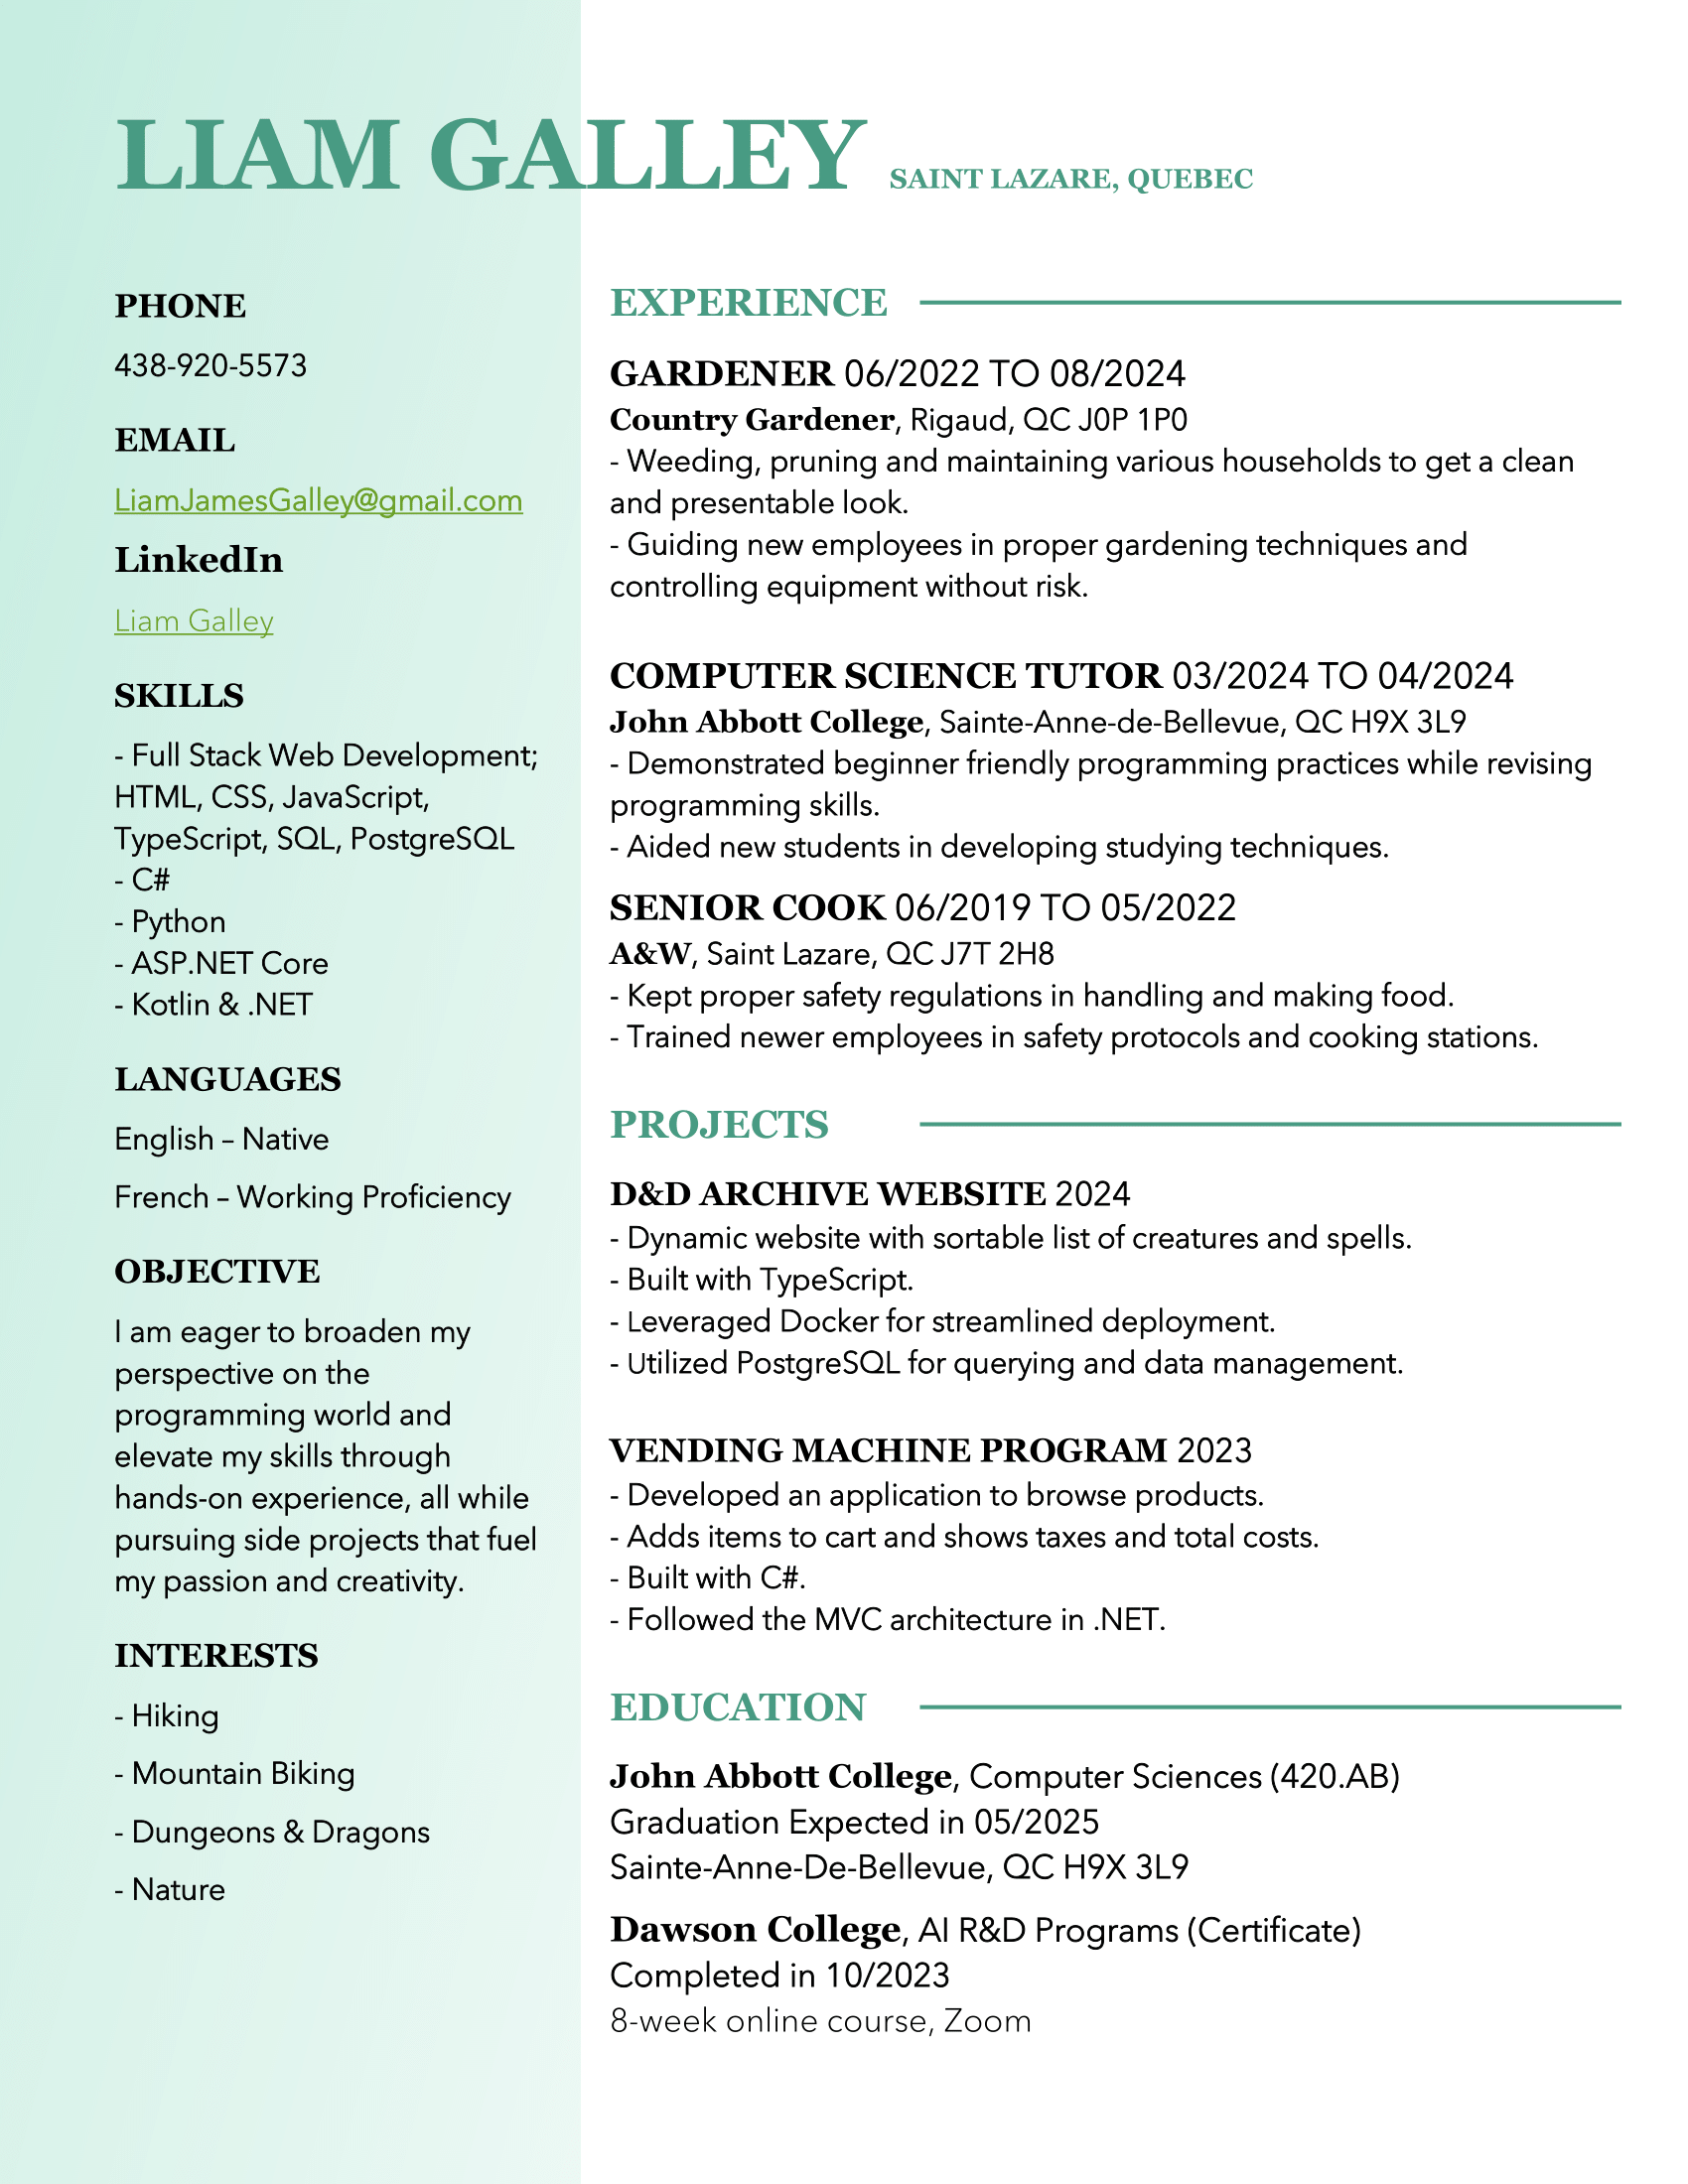 LIAM GALLEY SAINT LAZARE, QUEBEC
PHONE
438-920-5573
EMAIL
LiamJamesGalley@gmail.com
LinkedIn
Liam Galley
SKILLS
- Full Stack Web Development;
HTML, CSS, JavaScript,
TypeScript, SQL, PostgreSQL
- C#
- Python
- ASP.NET Core
- Kotlin & .NET
LANGUAGES
English – Native
French – Working Proficiency
OBJECTIVE
I am eager to broaden my
perspective on the
programming world and
elevate my skills through
hands-on experience, all while
pursuing side projects that fuel
my passion and creativity.
INTERESTS
- Hiking
- Mountain Biking
- Dungeons & Dragons
- Nature
EXPERIENCE
GARDENER 06/2022 TO 08/2024
Country Gardener, Rigaud, QC J0P 1P0
- Weeding, pruning and maintaining various households to get a clean
and presentable look.
- Guiding new employees in proper gardening techniques and
controlling equipment without risk.
COMPUTER SCIENCE TUTOR 03/2024 TO 04/2024
John Abbott College, Sainte-Anne-de-Bellevue, QC H9X 3L9
- Demonstrated beginner friendly programming practices while revising
programming skills.
- Aided new students in developing studying techniques.
SENIOR COOK 06/2019 TO 05/2022
A&W, Saint Lazare, QC J7T 2H8
- Kept proper safety regulations in handling and making food.
- Trained newer employees in safety protocols and cooking stations.
PROJECTS
D&D ARCHIVE WEBSITE 2024
- Dynamic website with sortable list of creatures and spells.
- Built with TypeScript.
- Leveraged Docker for streamlined deployment.
- Utilized PostgreSQL for querying and data management.
VENDING MACHINE PROGRAM 2023
- Developed an application to browse products.
- Adds items to cart and shows taxes and total costs.
- Built with C#.
- Followed the MVC architecture in .NET.
EDUCATION
John Abbott College, Computer Sciences (420.AB)
Graduation Expected in 05/2025
Sainte-Anne-De-Bellevue, QC H9X 3L9
Dawson College, AI R&D Programs (Certificate)
Completed in 10/2023
8-week online course, Zoom